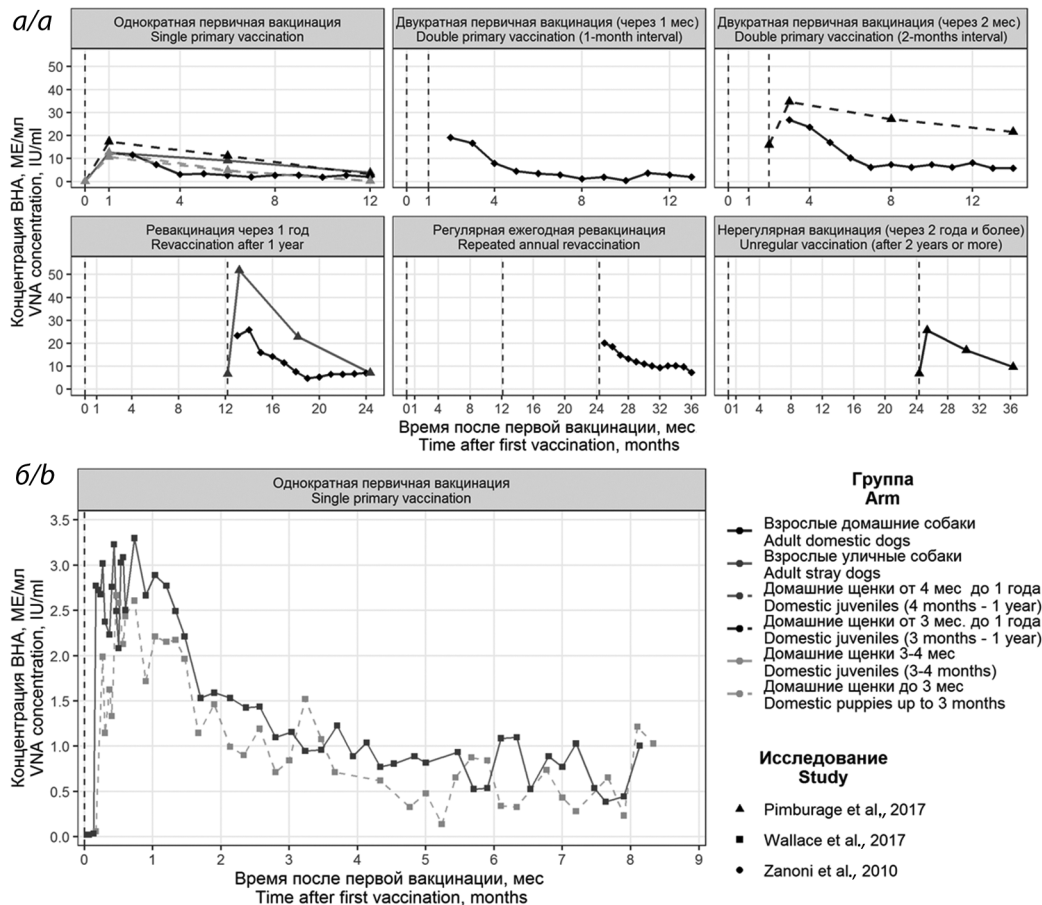 а/a
Однократная первичная вакцинация
Single primary vaccination
Двукратная первичная вакцинация (через 1 мес)
Double primary vaccination (1-month interval)
Двукратная первичная вакцинация (через 2 мес)
Double primary vaccination (2-months interval)
Концентрация ВНА, МЕ/мл
VNA concentration, IU/ml
50
40
30
20
10
0
0 1 4 8 12
0 1 4 8 12
0 4 8 12
Ревакцинация через 1 год
Revaccination after 1 year
Регулярная ежегодная ревакцинация
Repeated annual revaccination
Нерегулярная вакцинация (через 2 года и более)
Unregular vaccination (after 2 years or more)
50
40
30
20
10
0
0 1 4 8 12 16 20 24
0 1 4 8 12 16 20 24 28 32 36
0 1 4 8 12 16 20 24 28 32 36
Время после первой вакцинации, мес
Time after first vaccination, months
б/b
Однократная первичная вакцинация
Single primary vaccination
Концентрация ВНА, МЕ/мл
VNA concentration, IU/ml
3.5
3.0
2.5
2.0
1.5
1.0
0.5
0.0
0 1 2 3 4 5 6 7 8 9
Время после первой вакцинации, мес
Time after first vaccination, months
Группа
Arm
Взрослые домашние собаки
Adult domestic dogs
Взрослые уличные собаки
Adult stray dogs
Домашние щенки от 4 мес до 1 года
Domestic juveniles (4 months - 1 year)
Домашние щенки от 3 мес. до 1 года
Domestic juveniles (3 months - 1 year)
Домашние щенки 3-4 мес
Domestic juveniles (3-4 months)
Домашние щенки до 3 мес
Domestic puppies up to 3 months
Исследование
Study
Pimburage et al., 2017
Wallace et al., 2017
Zanoni et al., 2010